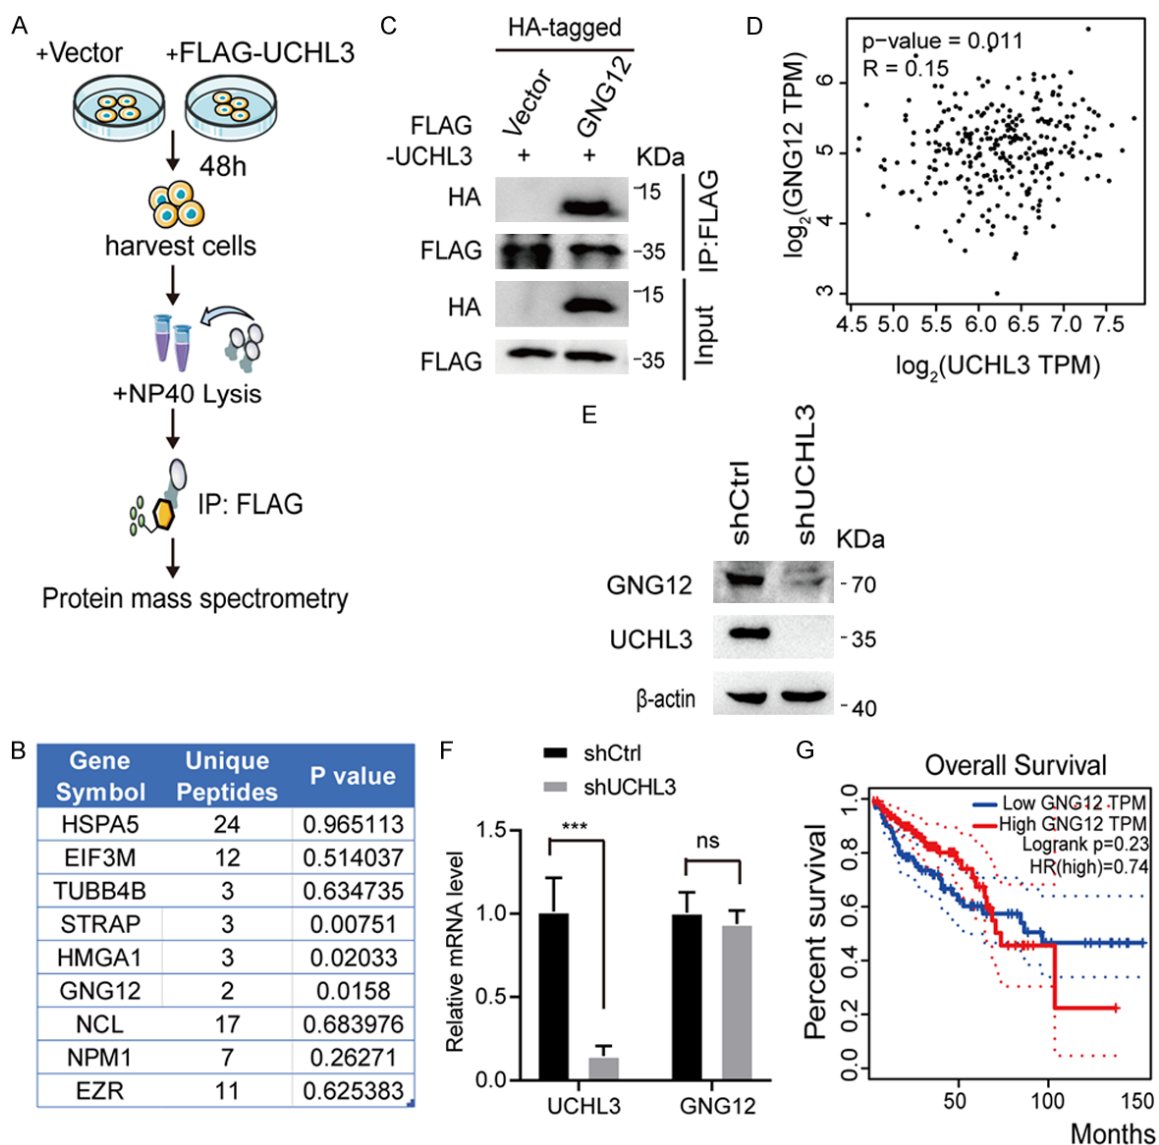 A
+Vector +FLAG-UCHL3
48h
harvest cells
+NP40 Lysis
IP: FLAG
Protein mass spectrometry
B
Gene Symbol Unique Peptides P value
HSPA5 24 0.965113
EIF3M 12 0.514037
TUBB4B 3 0.634735
STRAP 3 0.00751
HMGA1 3 0.02033
GNG12 2 0.0158
NCL 17 0.683976
NPM1 7 0.26271
EZR 11 0.625383
C
HA-tagged
Vector GNG12
FLAG
-UCHL3 + + KDa
HA -15
FLAG -35
IP:FLAG
HA -15
FLAG -35
Input
D
p-value = 0.011
R = 0.15
log2(GNG12 TPM)
6
5
4
3
4.5 5.0 5.5 6.0 6.5 7.0 7.5
log2(UCHL3 TPM)
E
shCtrl shUCHL3
KDa
GNG12 -70
UCHL3 -35
β-actin -40
F
shCtrl
shUCHL3
Relative mRNA level
1.5
1.0
0.5
0.0
*** ns
UCHL3 GNG12
G
Overall Survival
Low GNG12 TPM
High GNG12 TPM
Logrank p=0.23
HR(high)=0.74
Percent survival
1.0
0.8
0.6
0.4
0.2
0.0
50 100 150
Months